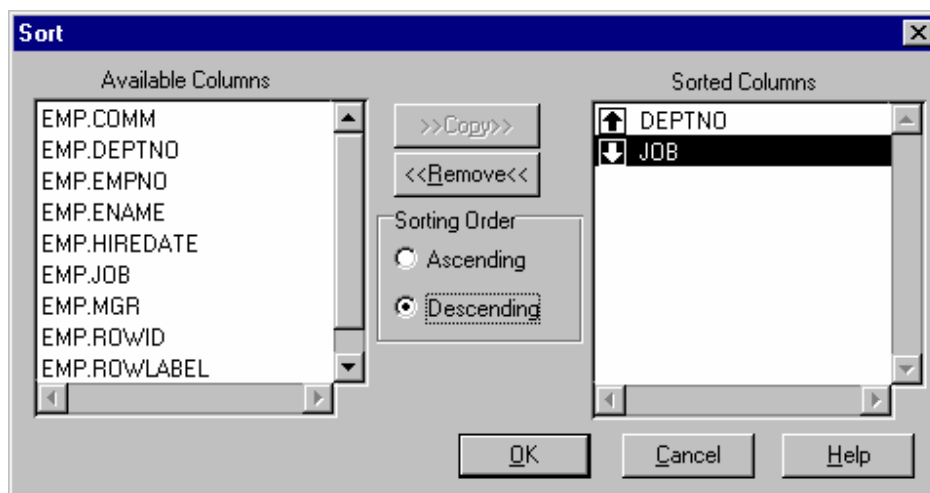 Sort
Available Columns
EMP.COMM
EMP.DEPTNO
EMP.EMPNO
EMP.ENAME
EMP.HIREDATE
EMP.JOB
EMP.MGR
EMP.ROWID
EMP.ROWLABEL
>>Copy>>
<<Remove<<
Sorting Order
Ascending
Descending
Sorted Columns
DEPTNO
JOB
OK
Cancel
Help